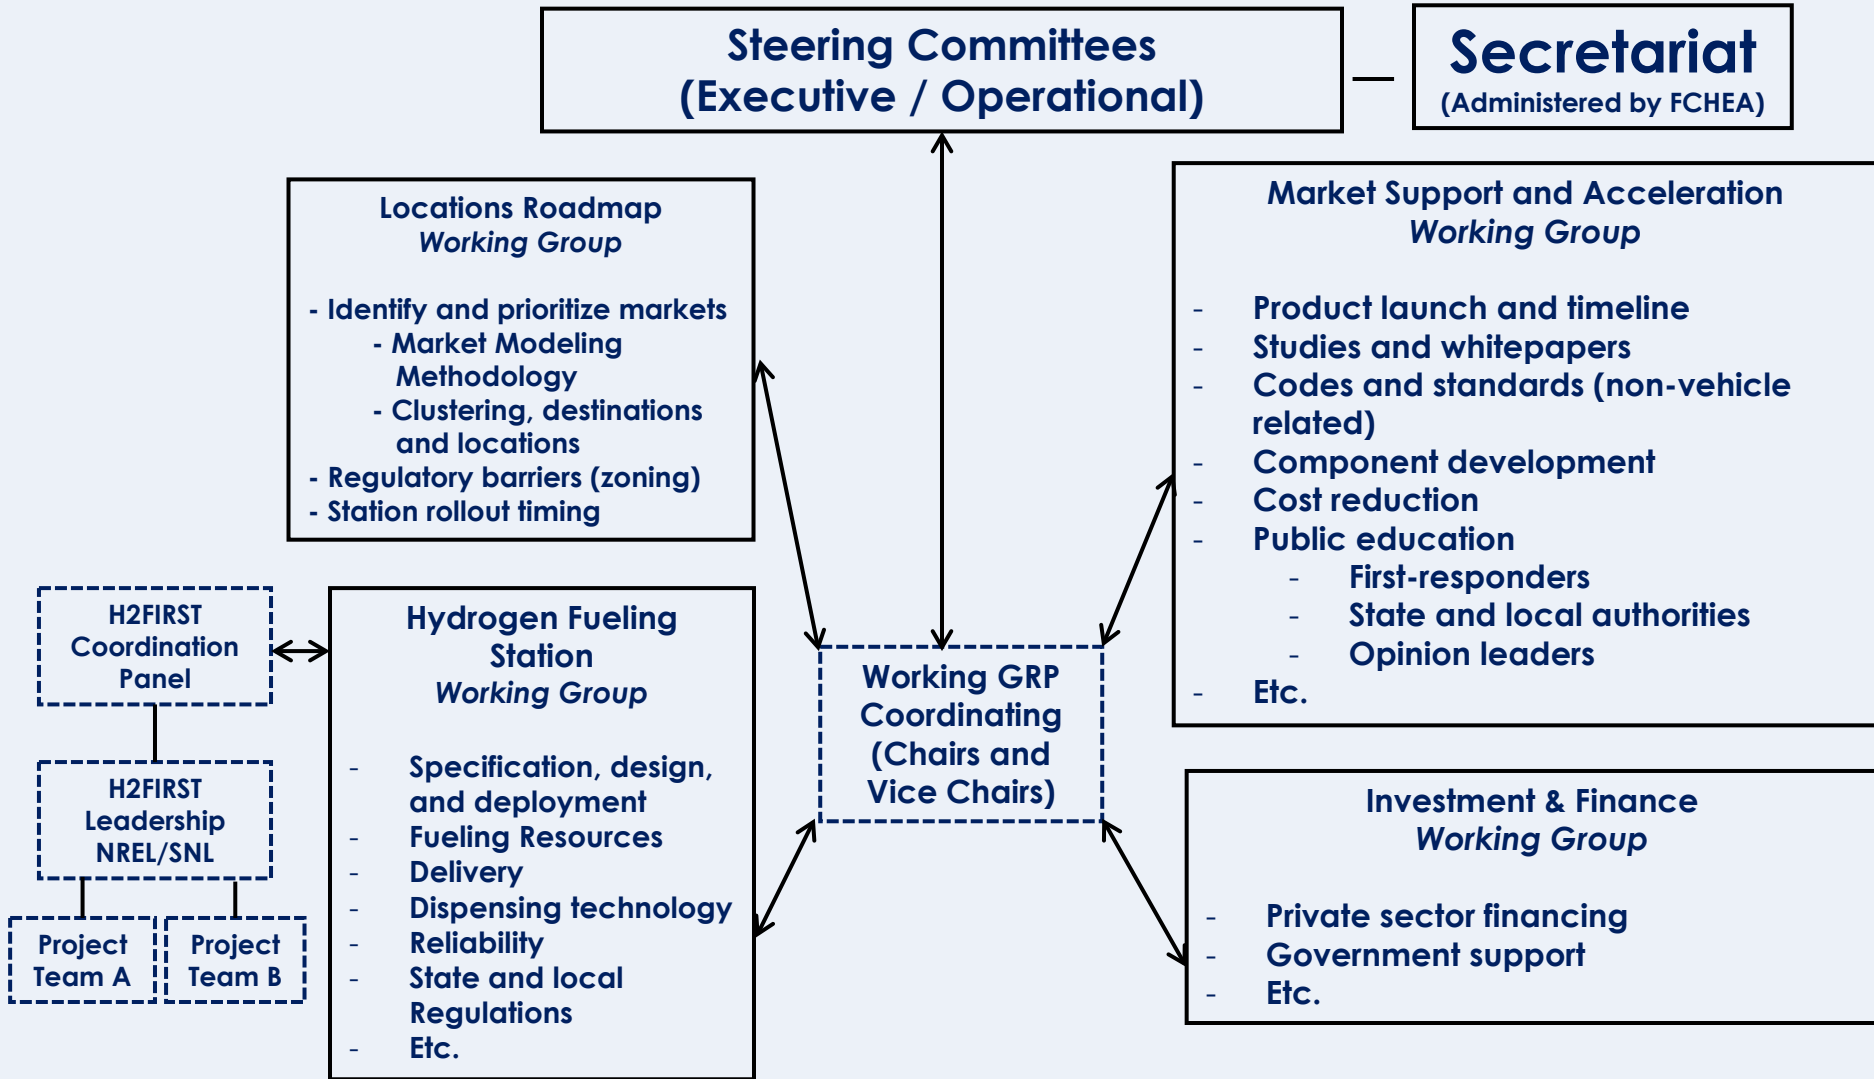 Steering Committees
(Executive / Operational)
Secretariat
(Administered by FCHEA)
Locations Roadmap
Working Group
- Identify and prioritize markets
- Market Modeling
Methodology
- Clustering, destinations
and locations
- Regulatory barriers (zoning)
- Station rollout timing
Market Support and Acceleration
Working Group
- Product launch and timeline
- Studies and whitepapers
- Codes and standards (non-vehicle
related)
- Component development
- Cost reduction
- Public education
- First-responders
- State and local authorities
- Opinion leaders
- Etc.
H2FIRST
Coordination
Panel
H2FIRST
Leadership
NREL/SNL
Project
Team A
Project
Team B
Hydrogen Fueling
Station
Working Group
- Specification, design,
and deployment
- Fueling Resources
- Delivery
- Dispensing technology
- Reliability
- State and local
Regulations
- Etc.
Working GRP
Coordinating
(Chairs and
Vice Chairs)
Investment & Finance
Working Group
- Private sector financing
- Government support
- Etc.